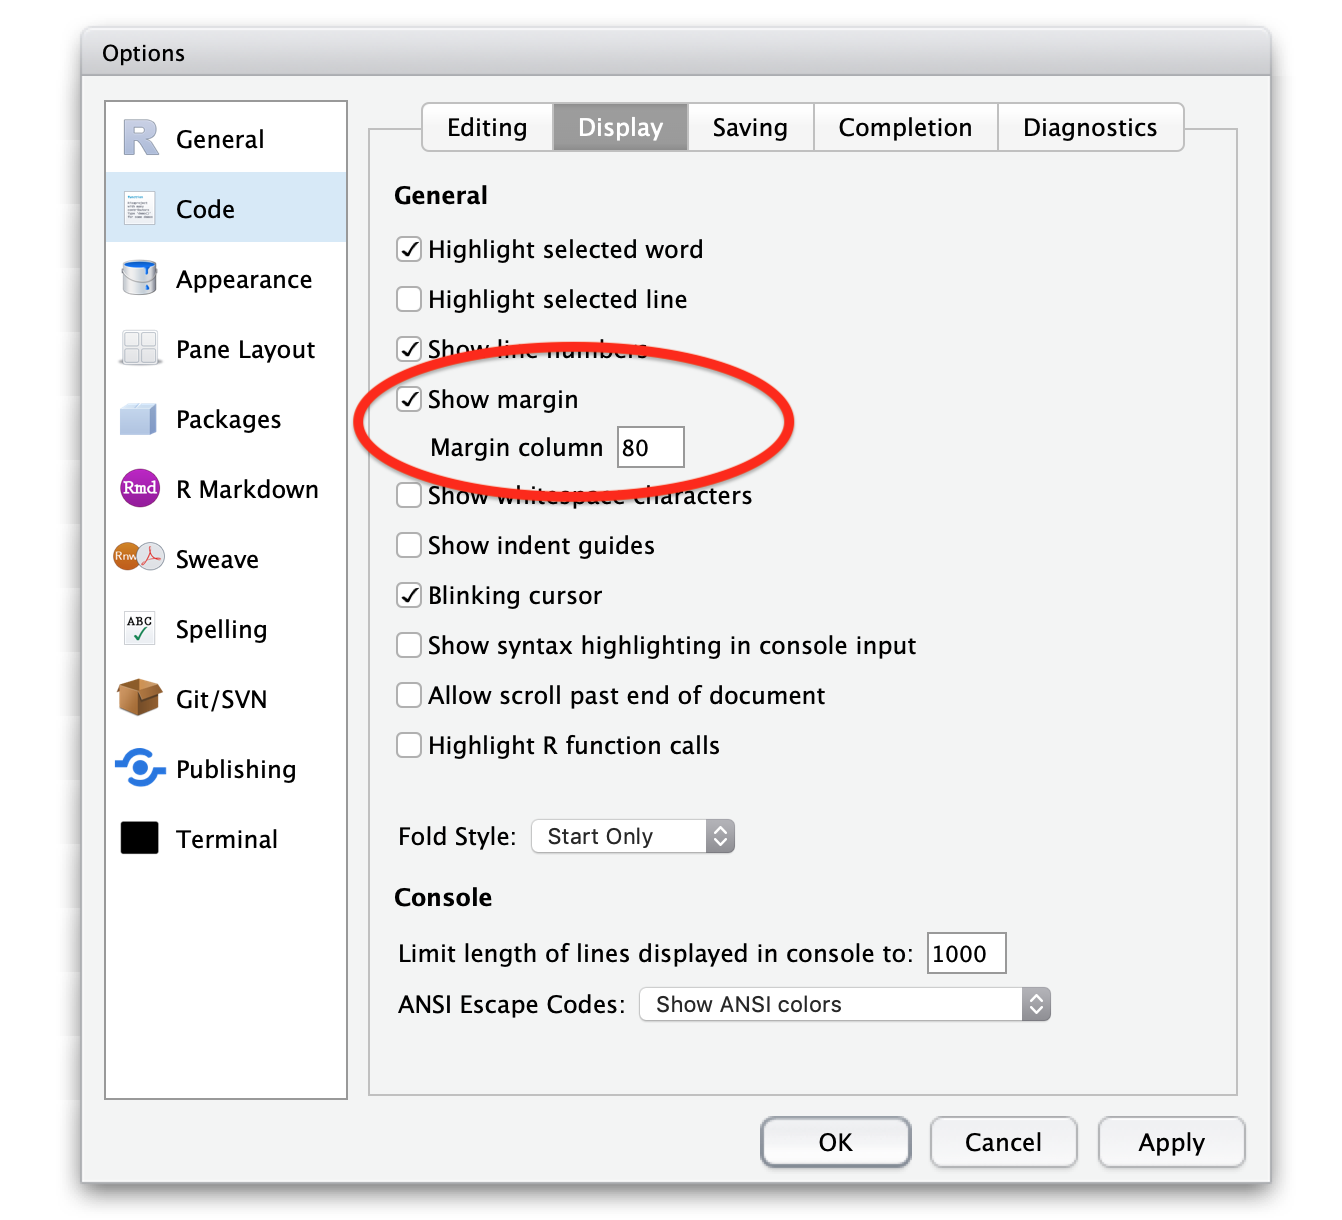 Options
General
Code
Appearance
Pane Layout
Packages
Rmd R Markdown
Rnw Sweave
ABC Spelling
Git/SVN
Publishing
Terminal
Editing Display Saving Completion Diagnostics
General
Highlight selected word
Highlight selected line
Show line numbers
Show margin
Margin column 80
Show whitespace characters
Show indent guides
Blinking cursor
Show syntax highlighting in console input
Allow scroll past end of document
Highlight R function calls
Fold Style: Start Only
Console
Limit length of lines displayed in console to: 1000
ANSI Escape Codes: Show ANSI colors
OK Cancel Apply